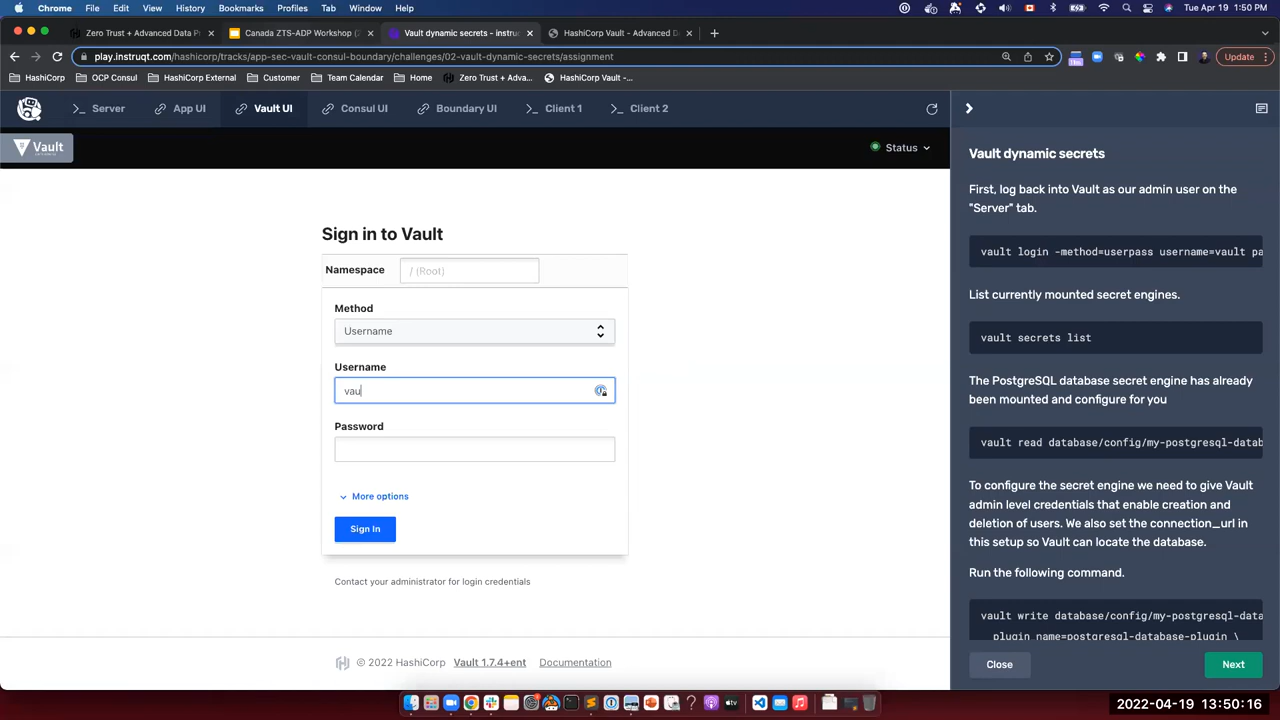 Chrome File Edit View History Bookmarks Profiles Tab Window Help
Tue Apr 19 1:50 PM
Zero Trust + Advanced Data Pr
Canada ZTS-ADP Workshop (
Vault dynamic secrets - instruc
HashiCorp Vault - Advanced D
play.instruqt.com/hashicorp/tracks/app-sec-vault-consul-boundary/challenges/02-vault-dynamic-secrets/assignment
Update
HashiCorp
OCP Consul
HashiCorp External
Customer
Team Calendar
Home
Zero Trust + Adva...
HashiCorp Vault -...
Server
App UI
Vault UI
Consul UI
Boundary UI
Client 1
Client 2
Vault
Status
Sign in to Vault
Namespace
/ (Root)
Method
Username
Username
vau
Password
More options
Sign In
Contact your administrator for login credentials
© 2022 HashiCorp Vault 1.7.4+ent Documentation
Vault dynamic secrets
First, log back into Vault as our admin user on the
"Server" tab.
vault login -method=userpass username=vault pa
List currently mounted secret engines.
vault secrets list
The PostgreSQL database secret engine has already
been mounted and configure for you
vault read database/config/my-postgresql-datab
To configure the secret engine we need to give Vault
admin level credentials that enable creation and
deletion of users. We also set the connection_url in
this setup so Vault can locate the database.
Run the following command.
vault write database/config/my-postgresql-data
plugin_name=postgresql-database-plugin \
Close
Next
2022-04-19 13:50:16